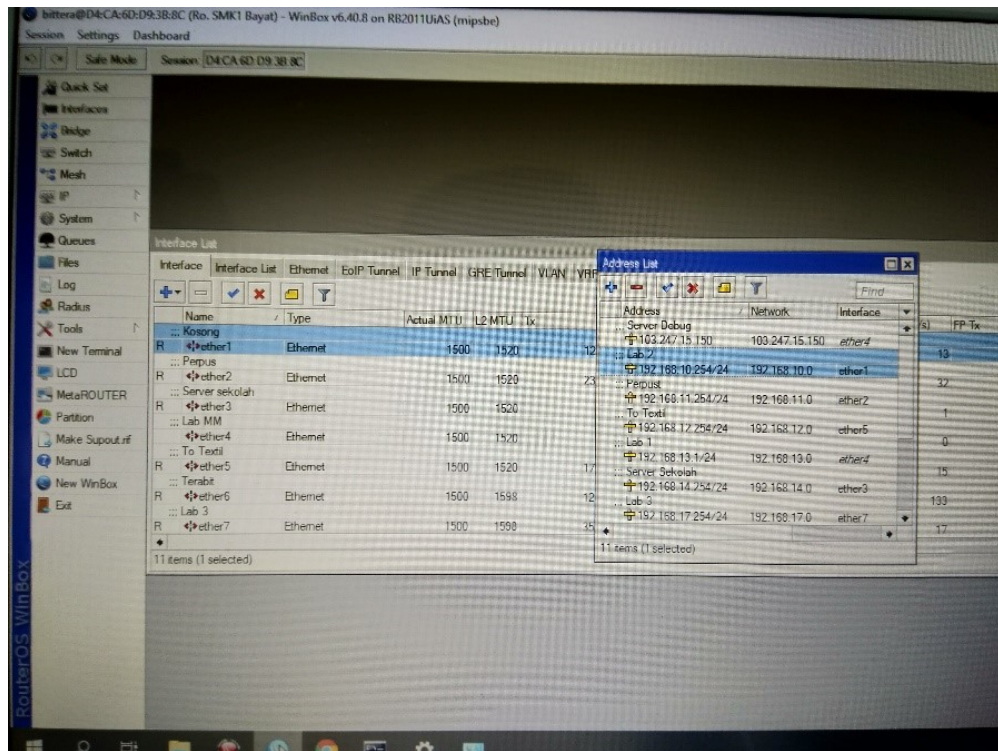 bittera@D4:CA:6D:D9:3B:8C (Ro. SMK1 Bayat) - WinBox v6.40.8 on RB2011UiAS (mipsbe)
Session Settings Dashboard
Safe Mode Session: D4:CA:6D:D9:3B:8C
Quick Set
Interfaces
Bridge
Switch
Mesh
IP
System
Queues
Files
Log
Radius
Tools
New Terminal
LCD
MetaROUTER
Partition
Make Supout.rif
Manual
New WinBox
Exit
RouterOS WinBox
Interface List
Interface Interface List Ethernet EoIP Tunnel IP Tunnel GRE Tunnel VLAN VRR
Name Type Actual MTU L2 MTU Tx
::: Kosong
R ether1 Ethernet 1500 1520 12
::: Perpus
R ether2 Ethernet 1500 1520 23
::: Server sekolah
R ether3 Ethernet 1500 1520
::: Lab MM
ether4 Ethernet 1500 1520
::: To Textil
R ether5 Ethernet 1500 1520 17
::: Terabit
R ether6 Ethernet 1500 1598 12
::: Lab 3
R ether7 Ethernet 1500 1598 35
11 items (1 selected)
Address List
Find
Address Network Interface
::: Server Debug
103.247.15.150 103.247.15.150 ether4
::: Lab 2
192.168.10.254/24 192.168.10.0 ether1
::: Perpust
192.168.11.254/24 192.168.11.0 ether2
::: To Textil
192.168.12.254/24 192.168.12.0 ether5
::: Lab 1
192.168.13.1/24 192.168.13.0 ether4
::: Server Sekolah
192.168.14.254/24 192.168.14.0 ether3
::: Lab 3
192.168.17.254/24 192.168.17.0 ether7
11 items (1 selected)
/s) FP Tx
13
32
1
0
15
133
17